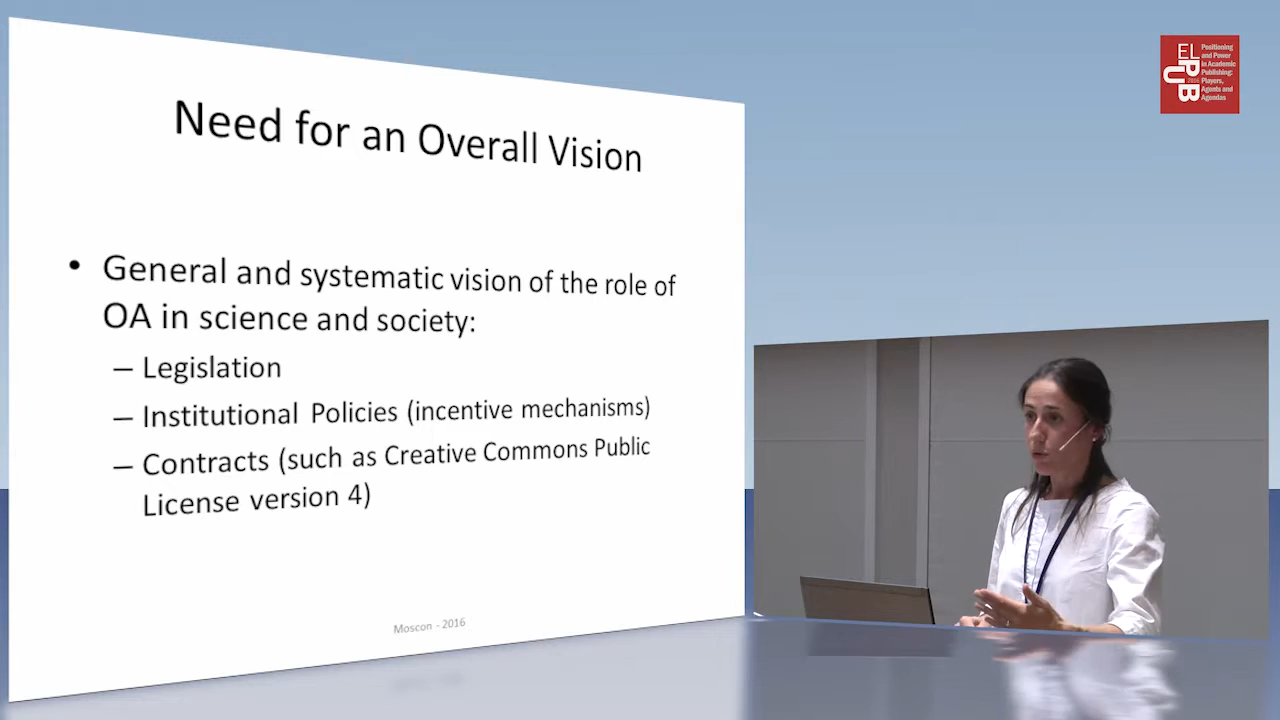 Need for an Overall Vision
• General and systematic vision of the role of
OA in science and society:
– Legislation
– Institutional Policies (incentive mechanisms)
– Contracts (such as Creative Commons Public
License version 4)
Moscon - 2016
EL
PUB
2016
Positioning
and Power
in Academic
Publishing:
Players,
Agents and
Agendas